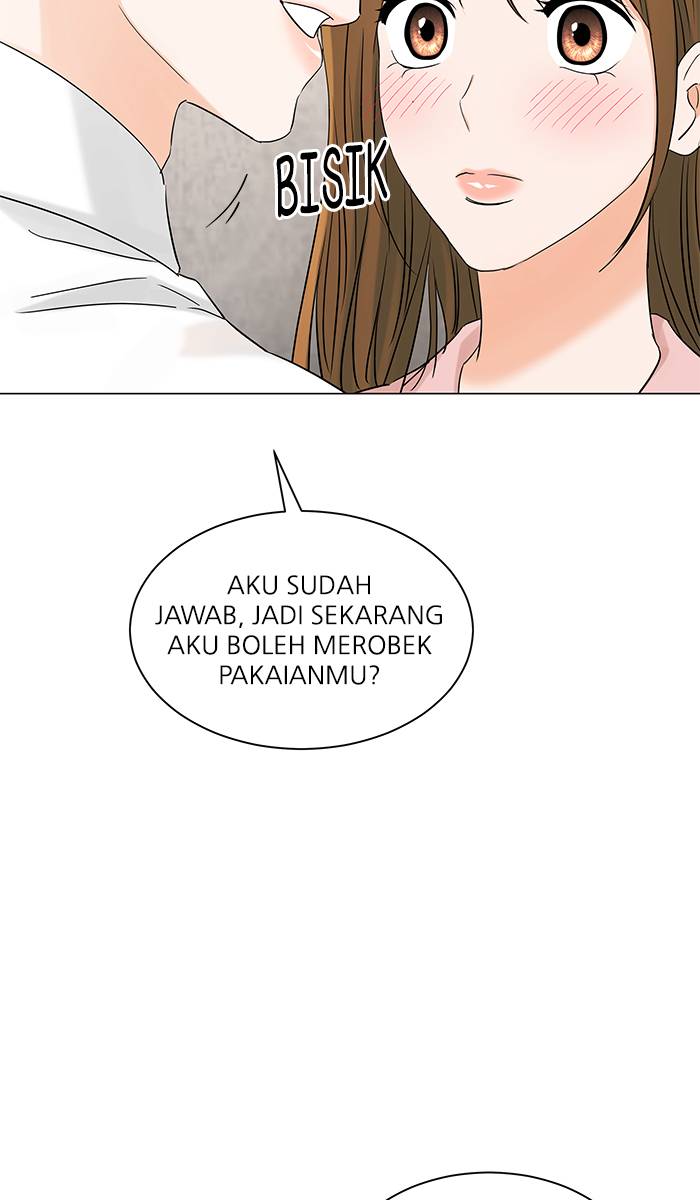 BISIK
AKU SUDAH
JAWAB, JADI SEKARANG
AKU BOLEH MEROBEK
PAKAIANMU?